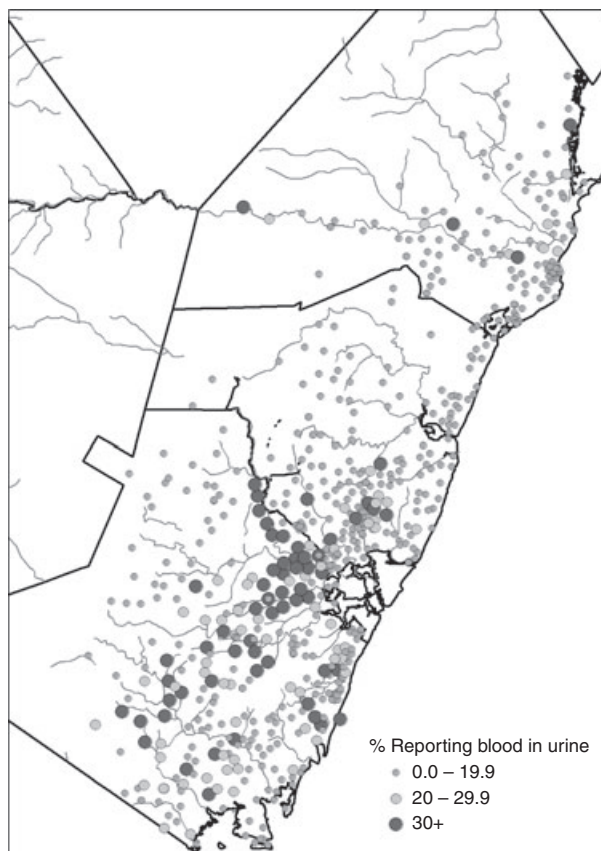 % Reporting blood in urine
0.0 – 19.9
20 – 29.9
30+